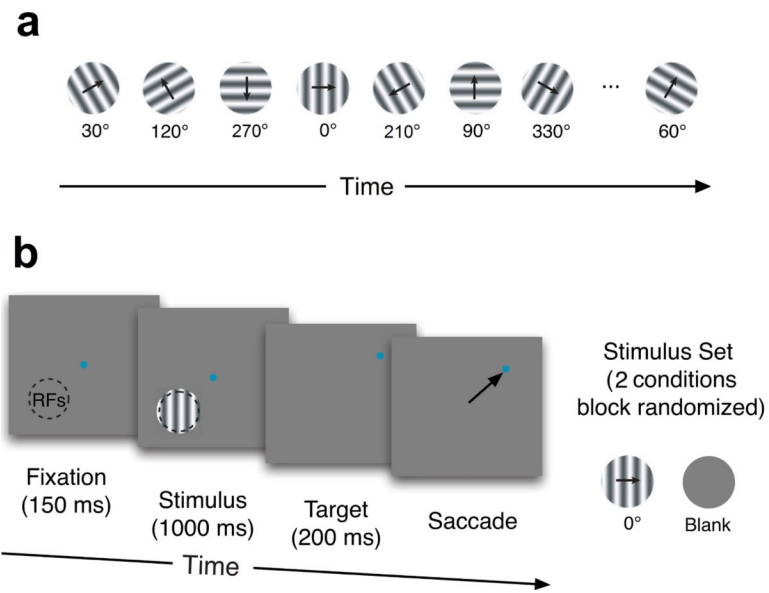 a
30° 120° 270° 0° 210° 90° 330° ... 60°
Time
b
RFs
Fixation
(150 ms)
Stimulus
(1000 ms)
Target
(200 ms)
Saccade
Time
Stimulus Set
(2 conditions
block randomized)
0° Blank